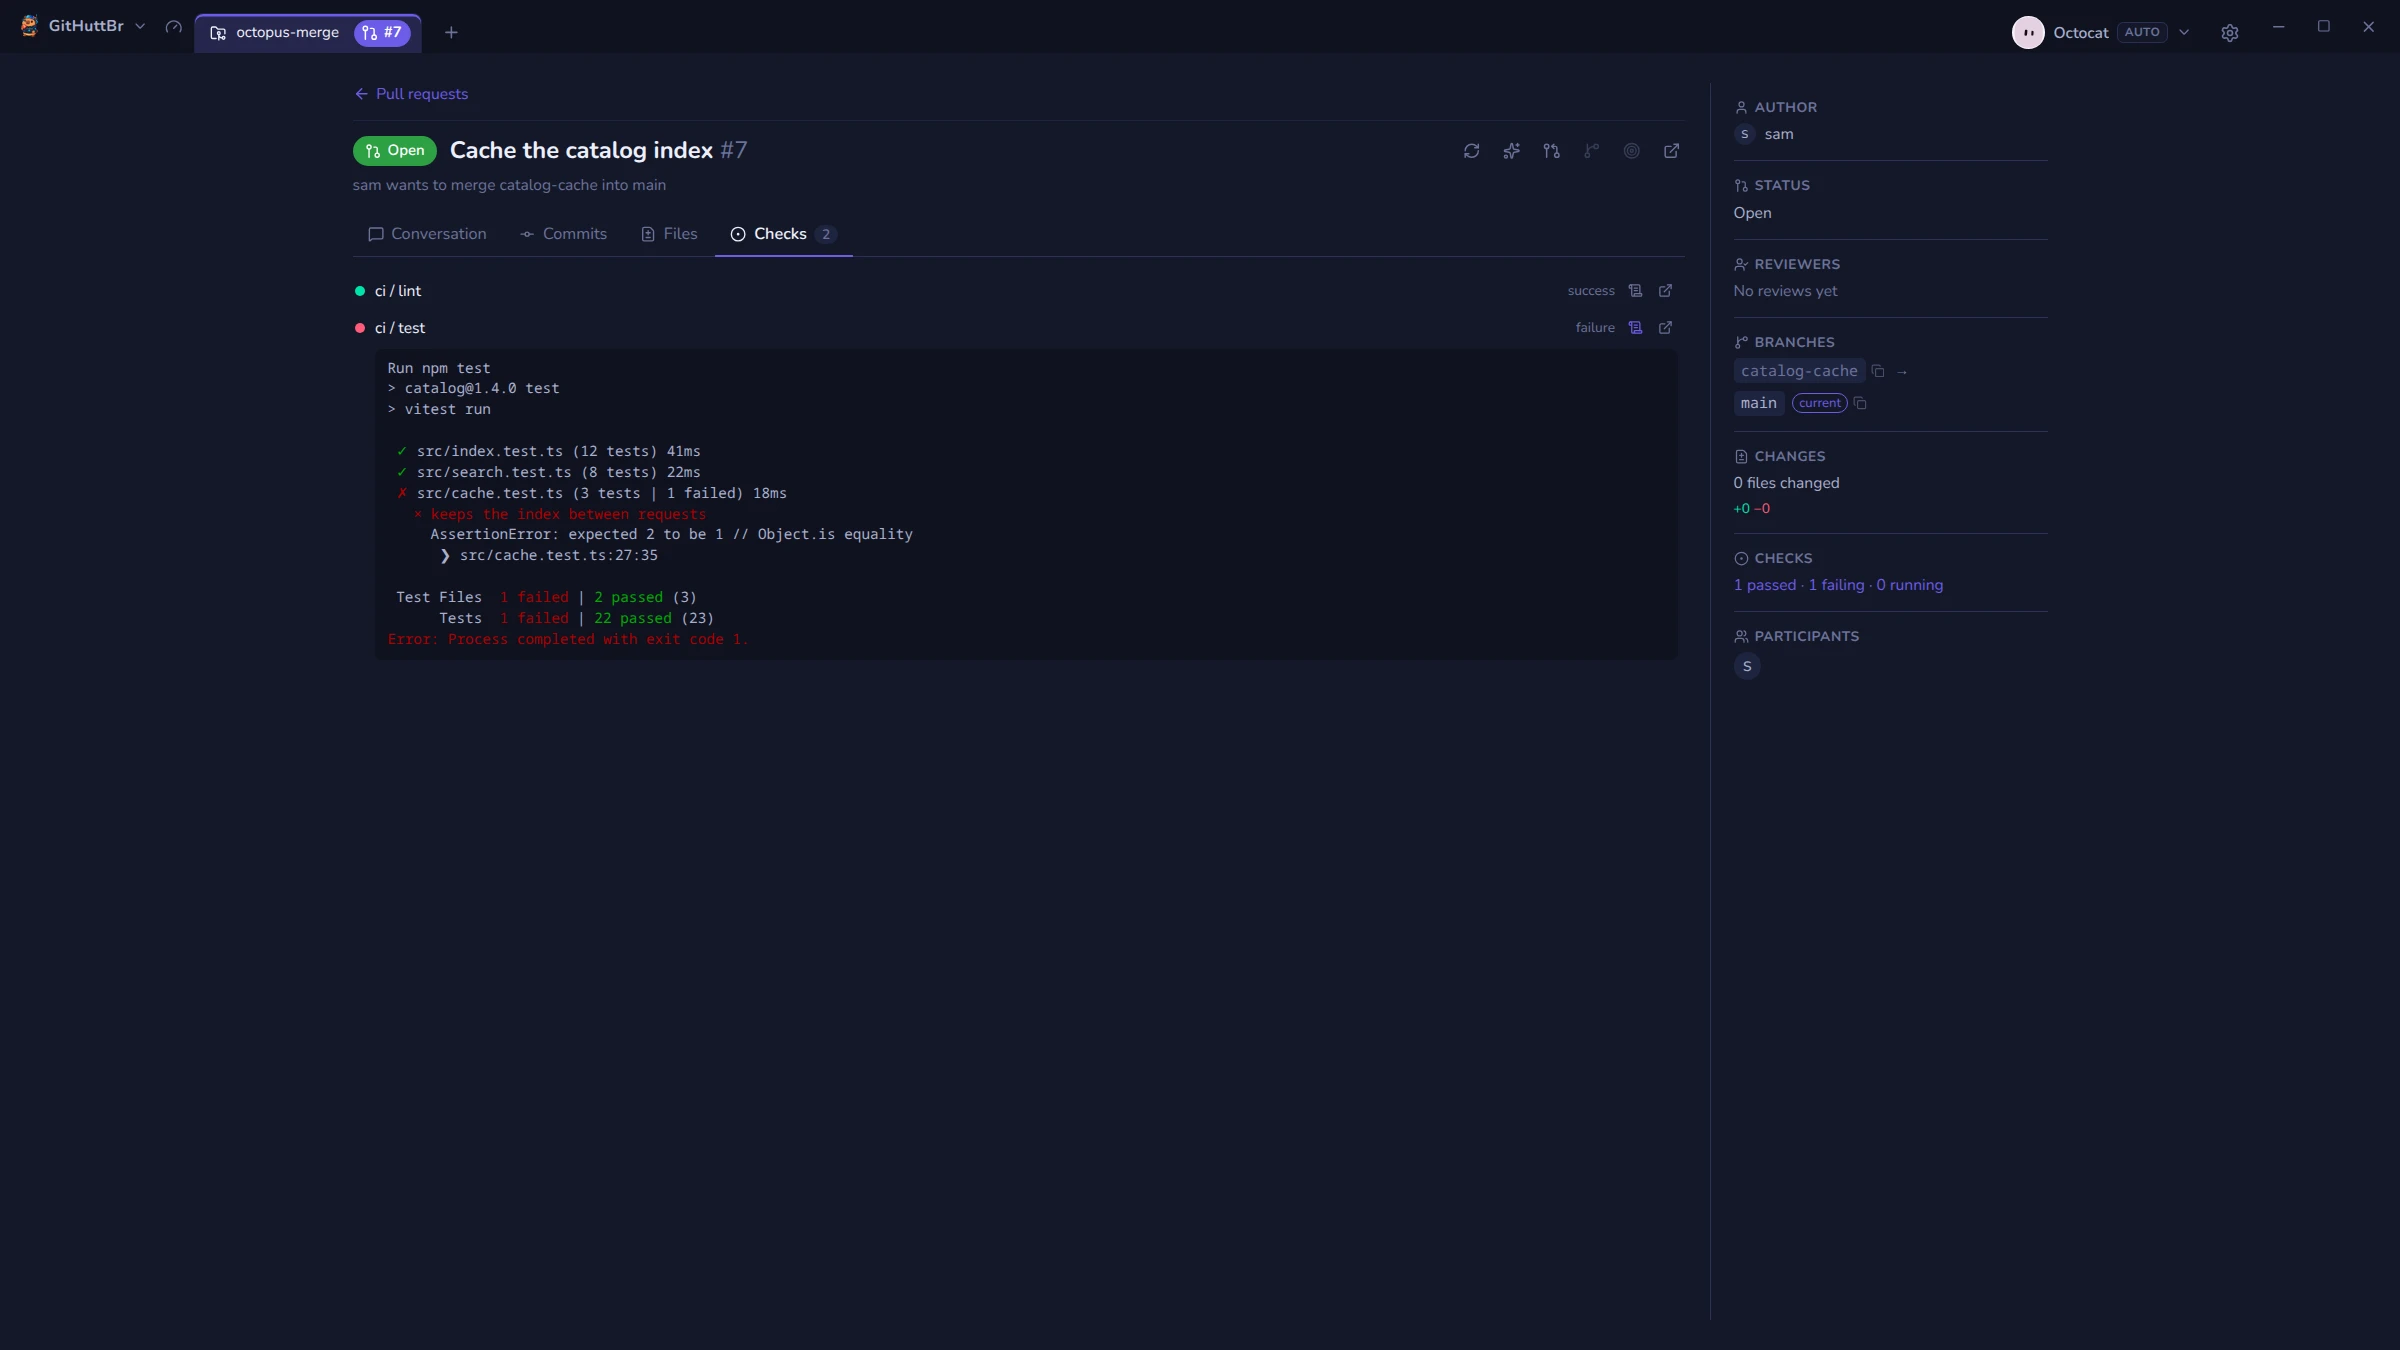 GitHuttBr
octopus-merge #7
Octocat AUTO
Pull requests
Open Cache the catalog index #7
sam wants to merge catalog-cache into main
Conversation Commits Files Checks 2
ci / lint success
ci / test failure
Run npm test
> catalog@1.4.0 test
> vitest run
✓ src/index.test.ts (12 tests) 41ms
✓ src/search.test.ts (8 tests) 22ms
✗ src/cache.test.ts (3 tests | 1 failed) 18ms
× keeps the index between requests
AssertionError: expected 2 to be 1 // Object.is equality
❯ src/cache.test.ts:27:35
Test Files 1 failed | 2 passed (3)
Tests 1 failed | 22 passed (23)
Error: Process completed with exit code 1.
AUTHOR
S sam
STATUS
Open
REVIEWERS
No reviews yet
BRANCHES
catalog-cache →
main current
CHANGES
0 files changed
+0 −0
CHECKS
1 passed · 1 failing · 0 running
PARTICIPANTS
S